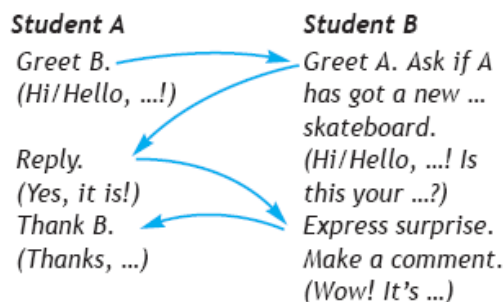 Student A
Greet B.
(Hi/Hello, …!)
Reply.
(Yes, it is!)
Thank B.
(Thanks, …)
Student B
Greet A. Ask if A
has got a new …
skateboard.
(Hi/Hello, …! Is
this your …?)
Express surprise.
Make a comment.
(Wow! It's …)